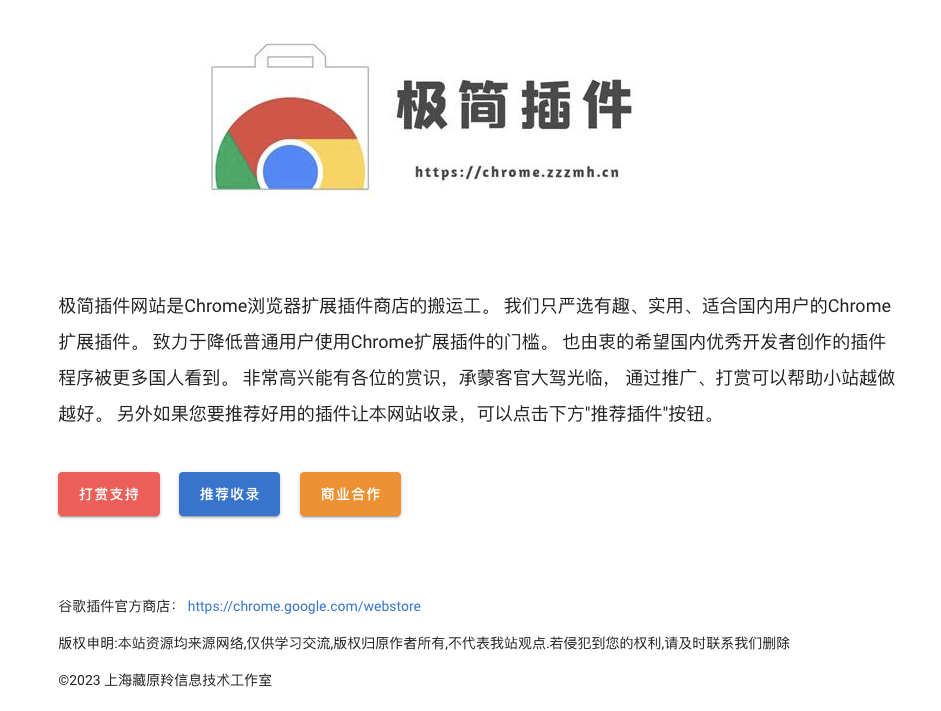 极简插件
https://chrome.zzzmh.cn
极简插件网站是Chrome浏览器扩展插件商店的搬运工。 我们只严选有趣、实用、适合国内用户的Chrome
扩展插件。 致力于降低普通用户使用Chrome扩展插件的门槛。 也由衷的希望国内优秀开发者创作的插件
程序被更多国人看到。 非常高兴能有各位的赏识，承蒙客官大驾光临， 通过推广、打赏可以帮助小站越做
越好。 另外如果您要推荐好用的插件让本网站收录，可以点击下方"推荐插件"按钮。
打赏支持 推荐收录 商业合作
谷歌插件官方商店： https://chrome.google.com/webstore
版权申明:本站资源均来源网络,仅供学习交流,版权归原作者所有,不代表我站观点.若侵犯到您的权利,请及时联系我们删除
©2023 上海藏原羚信息技术工作室